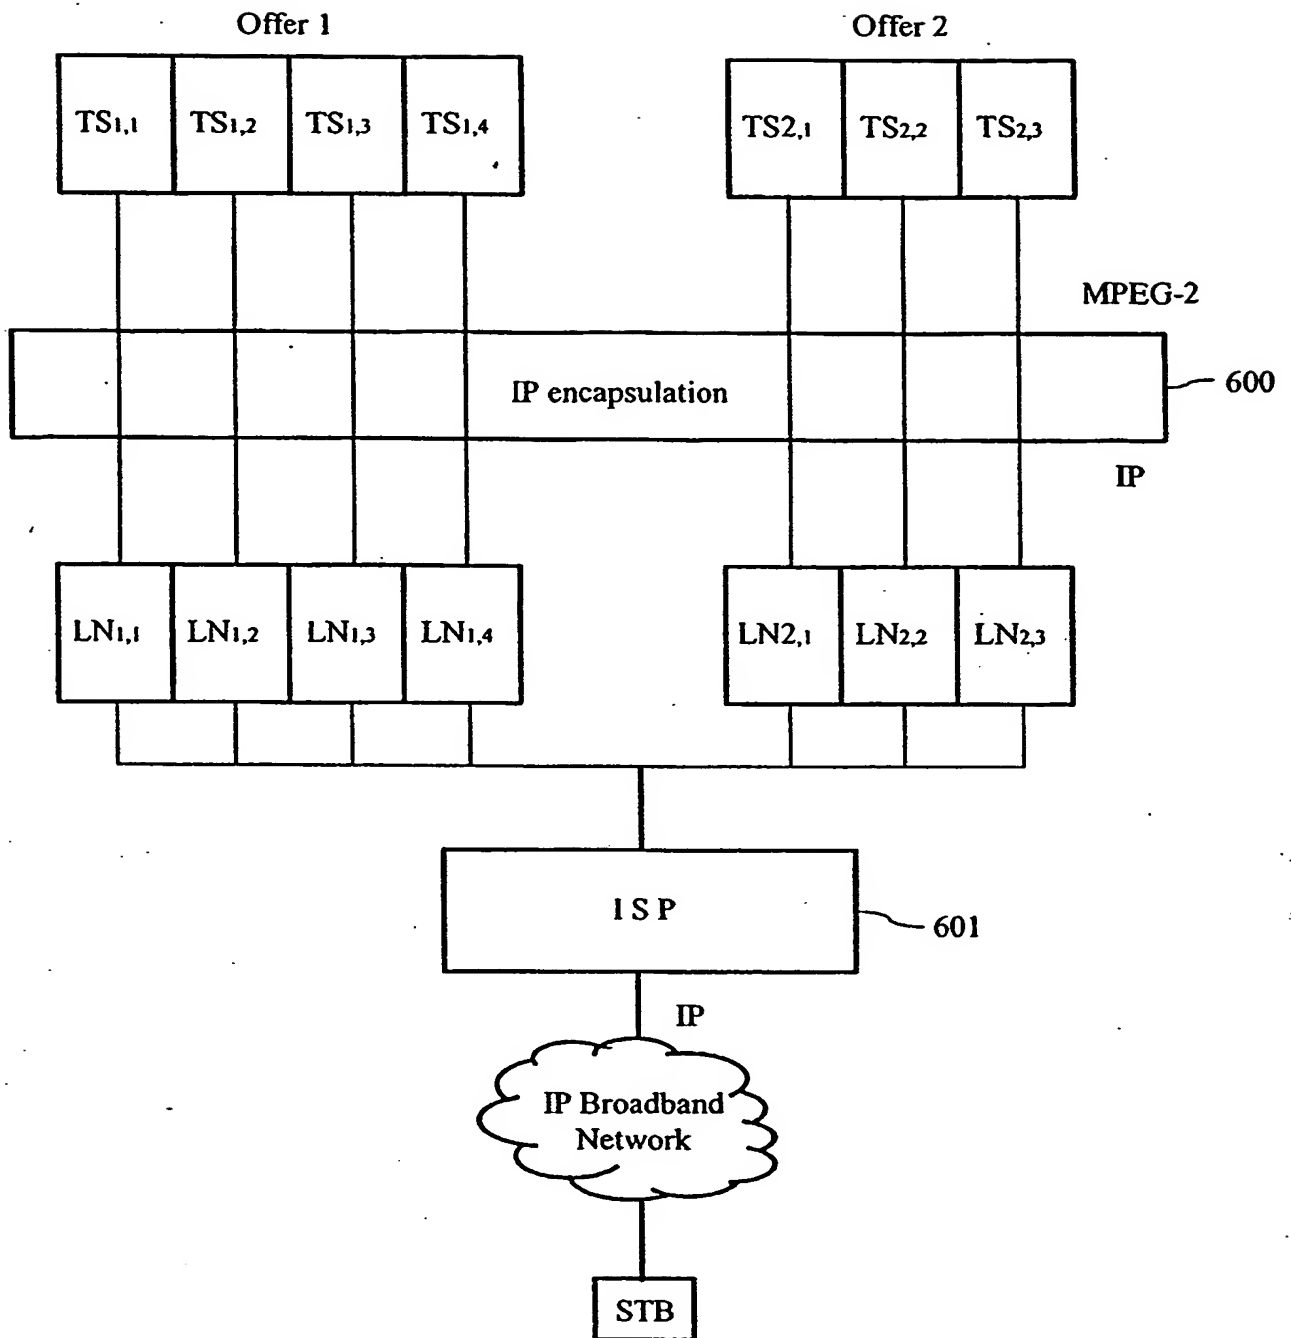 Offer 1
Offer 2
TS1,1 TS1,2 TS1,3 TS1,4
TS2,1 TS2,2 TS2,3
MPEG-2
IP encapsulation
600
IP
LN1,1 LN1,2 LN1,3 LN1,4
LN2,1 LN2,2 LN2,3
I S P
601
IP
IP Broadband
Network
STB